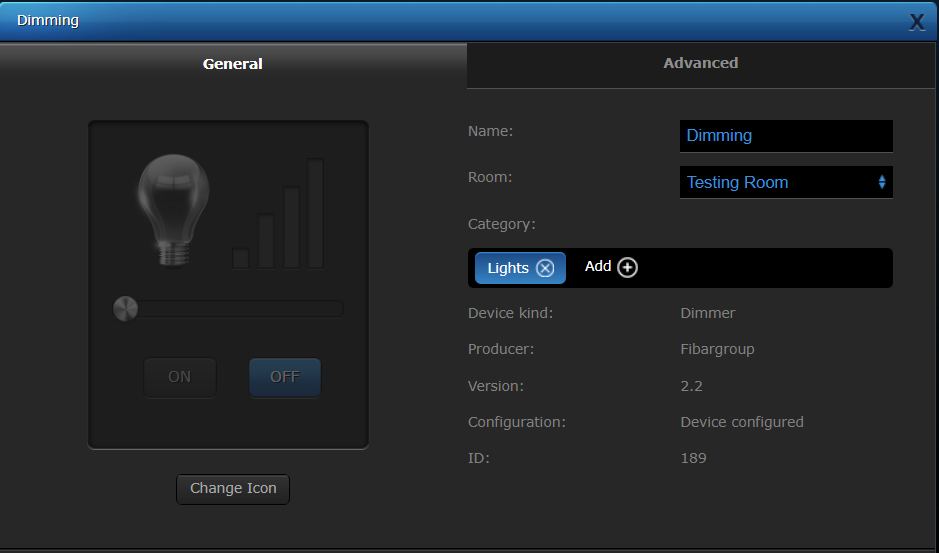 Dimming
X
General
Advanced
Name:
Dimming
Room:
Testing Room
Category:
Lights
Add
Device kind:
Dimmer
Producer:
Fibargroup
Version:
2.2
Configuration:
Device configured
ID:
189
ON
OFF
Change Icon